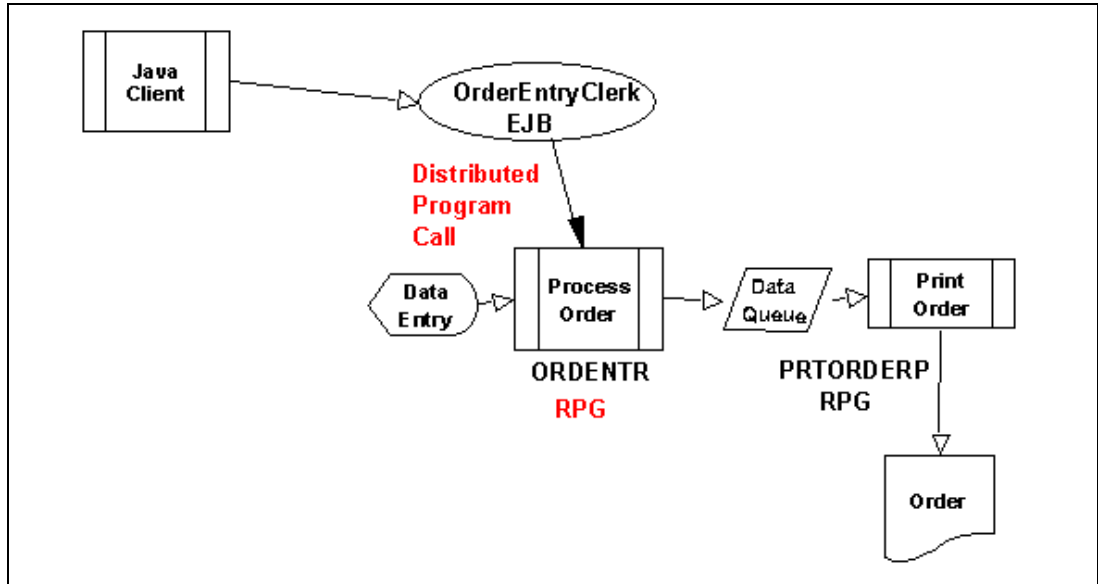 Java
Client
OrderEntryClerk
EJB
Distributed
Program
Call
Data
Entry
Process
Order
Data
Queue
Print
Order
ORDENTR
RPG
PRTORDERP
RPG
Order